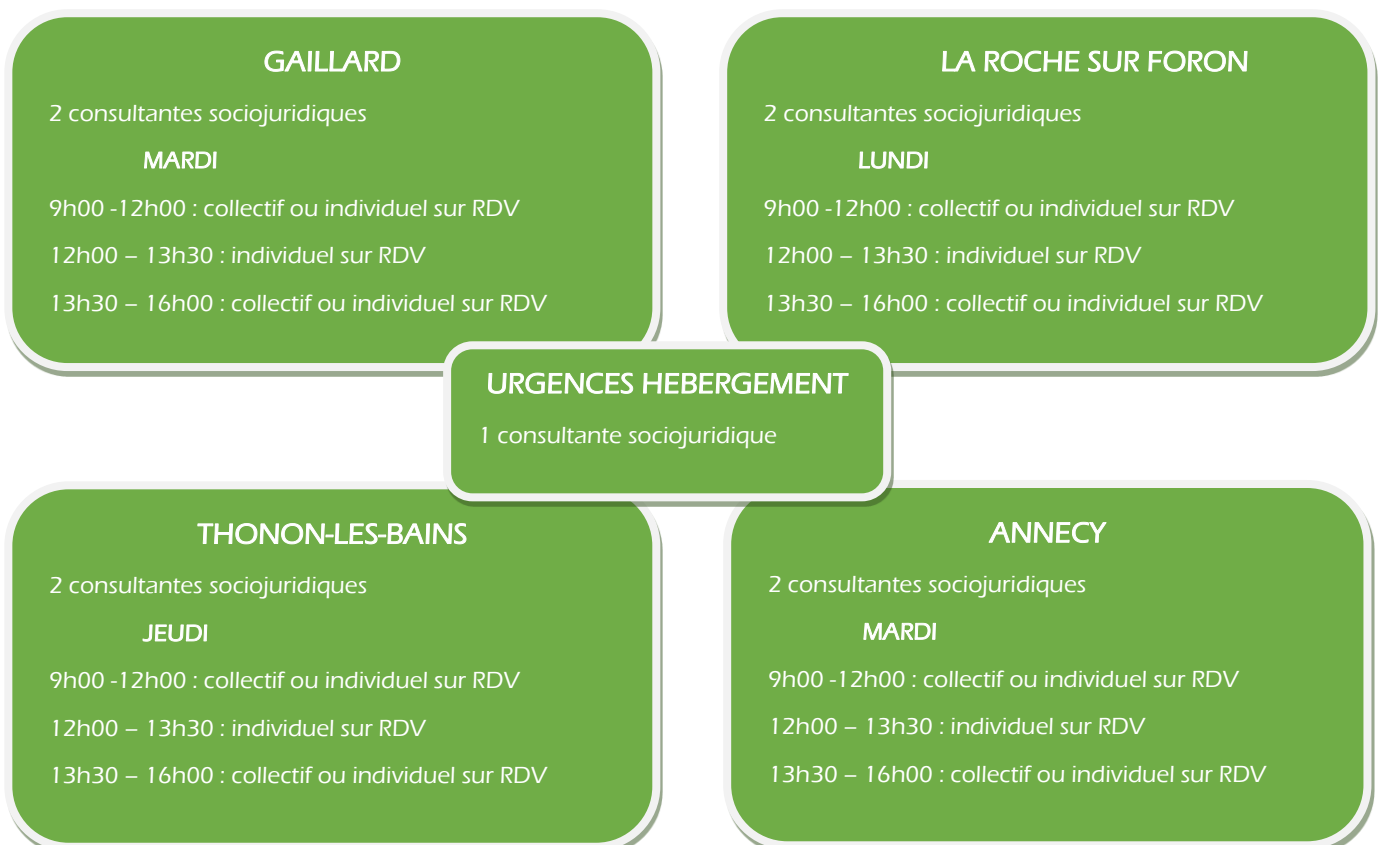 GAILLARD
2 consultantes sociojuridiques
MARDI
9h00 -12h00 : collectif ou individuel sur RDV
12h00 – 13h30 : individuel sur RDV
13h30 – 16h00 : collectif ou individuel sur RDV
LA ROCHE SUR FORON
2 consultantes sociojuridiques
LUNDI
9h00 -12h00 : collectif ou individuel sur RDV
12h00 – 13h30 : individuel sur RDV
13h30 – 16h00 : collectif ou individuel sur RDV
URGENCES HEBERGEMENT
1 consultante sociojuridique
THONON-LES-BAINS
2 consultantes sociojuridiques
JEUDI
9h00 -12h00 : collectif ou individuel sur RDV
12h00 – 13h30 : individuel sur RDV
13h30 – 16h00 : collectif ou individuel sur RDV
ANNECY
2 consultantes sociojuridiques
MARDI
9h00 -12h00 : collectif ou individuel sur RDV
12h00 – 13h30 : individuel sur RDV
13h30 – 16h00 : collectif ou individuel sur RDV